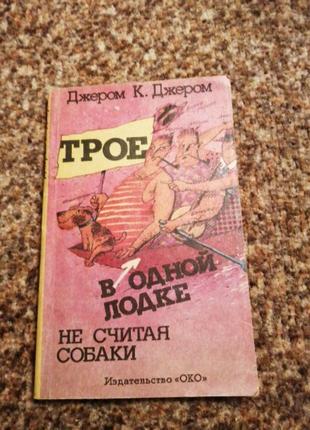 Джером К. Джером
ТРОЕ
В ОДНОЙ
ЛОДКЕ
НЕ СЧИТАЯ
СОБАКИ
Издательство «ОКО»